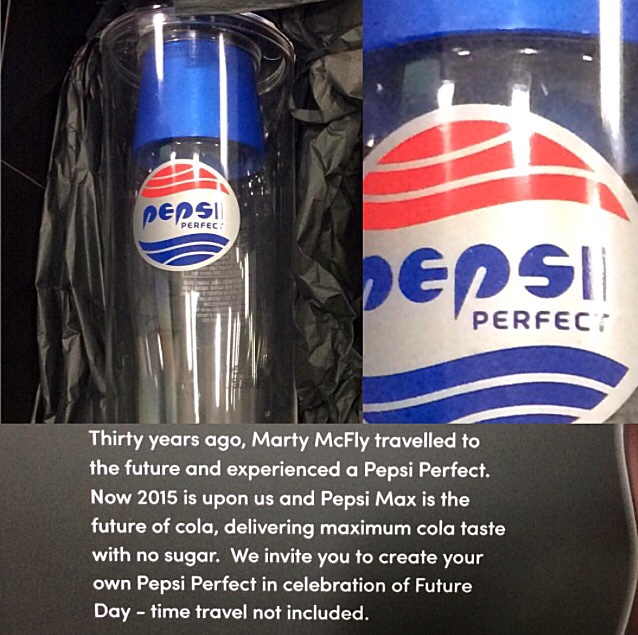 PEPSI
PERFECT
PEPSI
PERFECT
Thirty years ago, Marty McFly travelled to
the future and experienced a Pepsi Perfect.
Now 2015 is upon us and Pepsi Max is the
future of cola, delivering maximum cola taste
with no sugar. We invite you to create your
own Pepsi Perfect in celebration of Future
Day - time travel not included.